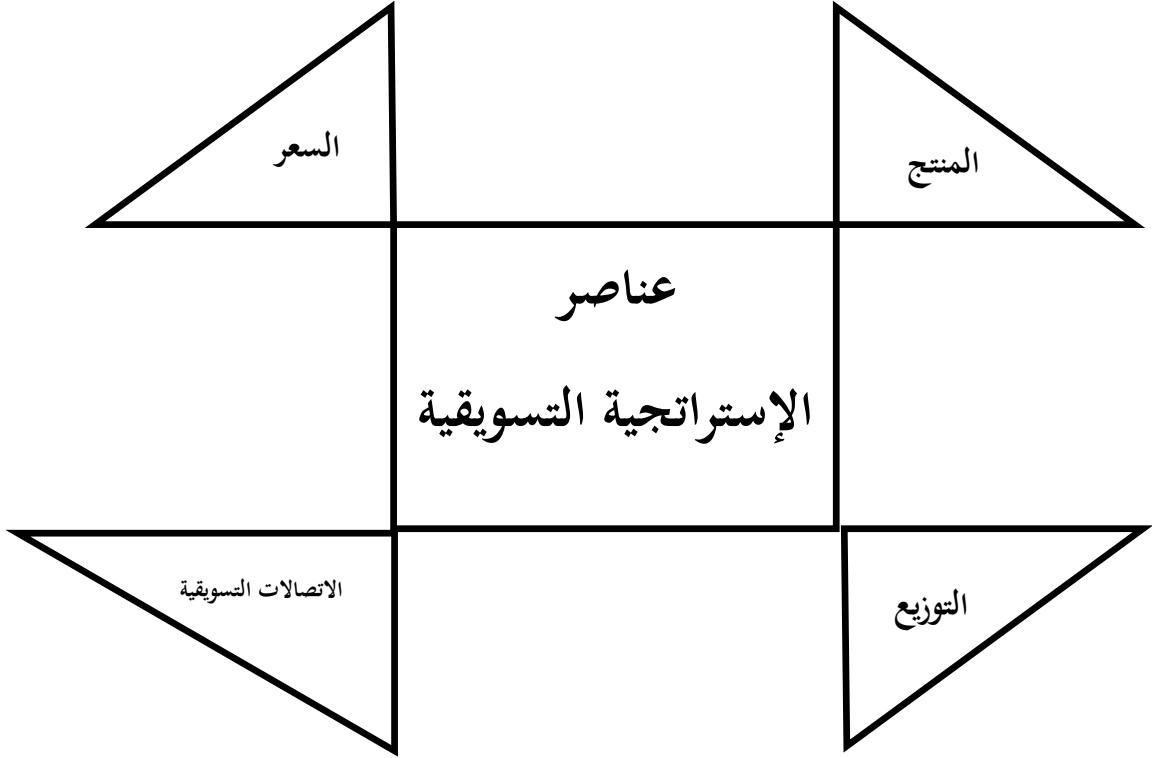 المنتج
السعر
عناصر
الإستراتجية التسويقية
التوزيع
الاتصالات التسويقية